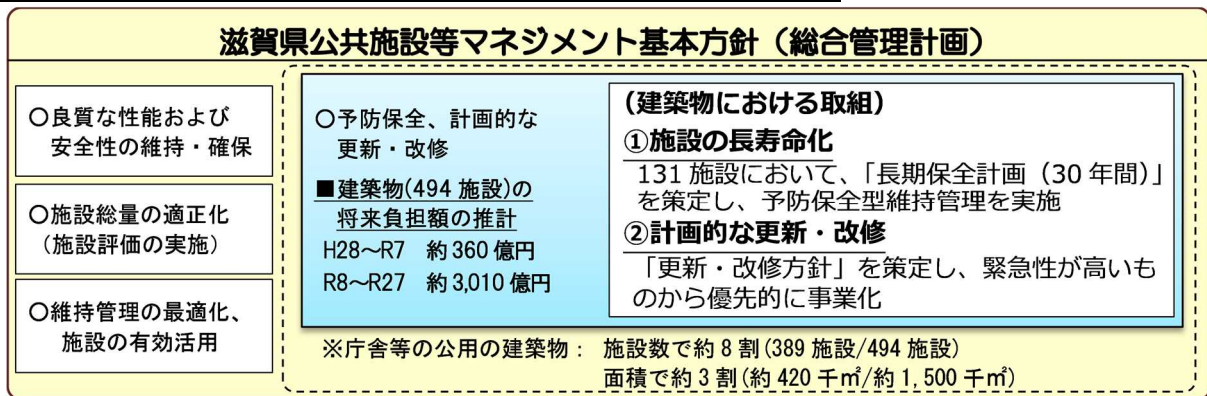 滋賀県公共施設等マネジメント基本方針（総合管理計画）
○良質な性能および
安全性の維持・確保
○施設総量の適正化
（施設評価の実施）
○維持管理の最適化、
施設の有効活用
○予防保全、計画的な
更新・改修
■建築物(494 施設)の
将来負担額の推計
H28～R7 約 360 億円
R8～R27 約 3,010 億円
（建築物における取組）
①施設の長寿命化
131 施設において、「長期保全計画（30 年間）」
を策定し、予防保全型維持管理を実施
②計画的な更新・改修
「更新・改修方針」を策定し、緊急性が高いも
のから優先的に事業化
※庁舎等の公用の建築物： 施設数で約 8 割(389 施設/494 施設)
面積で約 3 割(約 420 千㎡/約 1,500 千㎡)